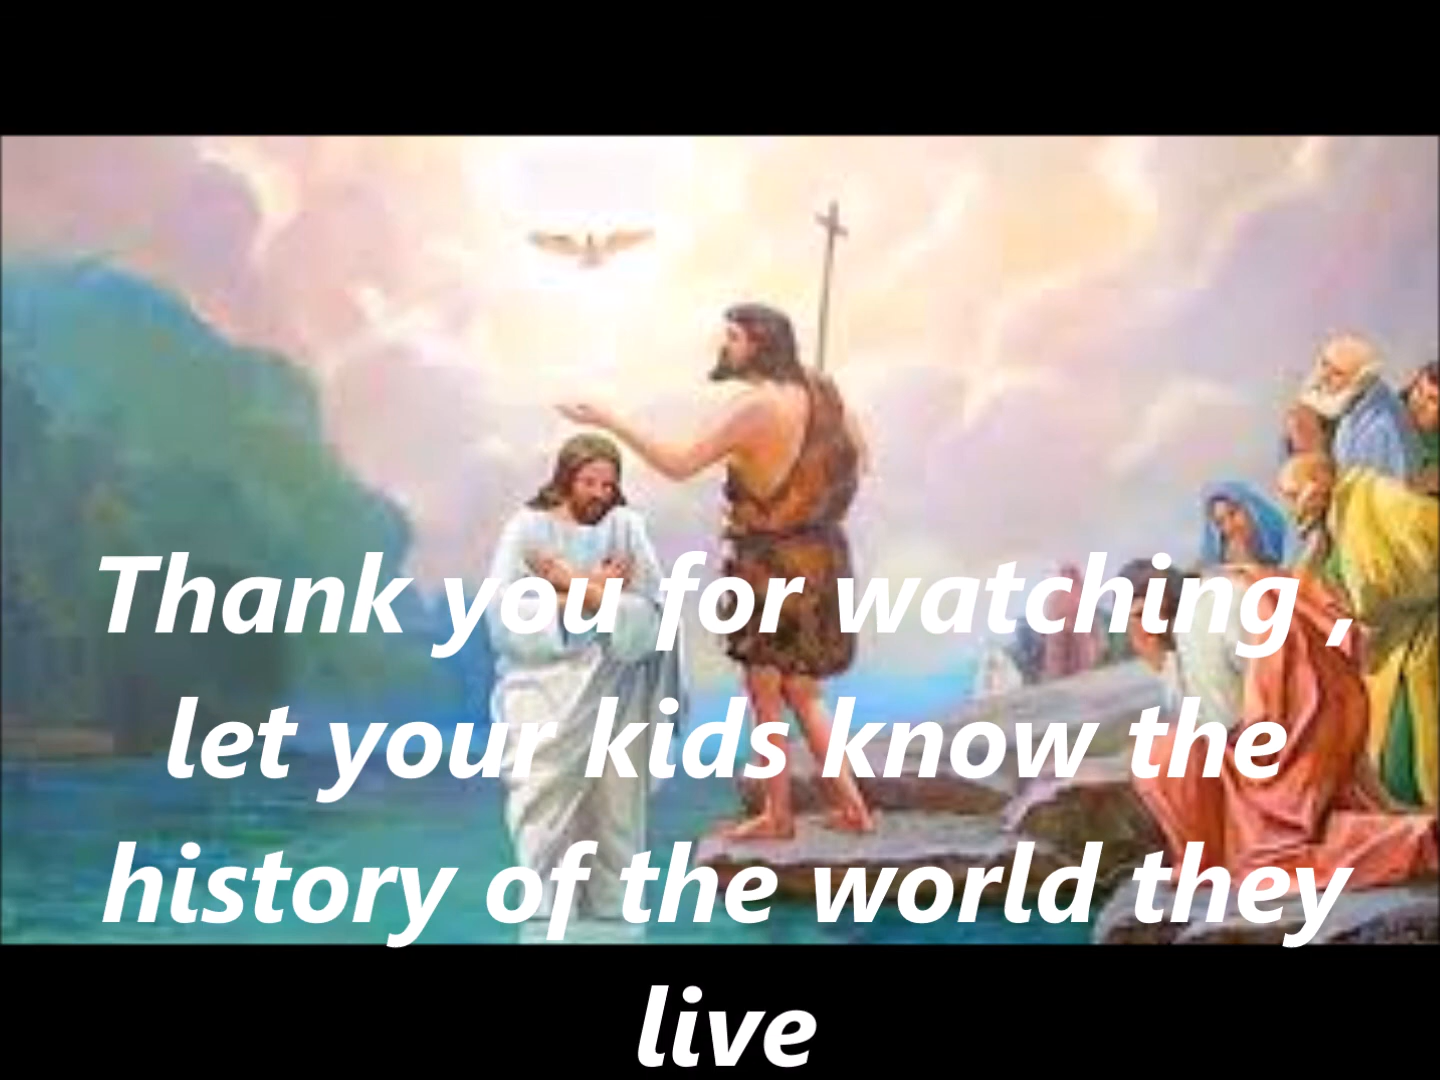 Thank you for watching ,
let your kids know the
history of the world they
live